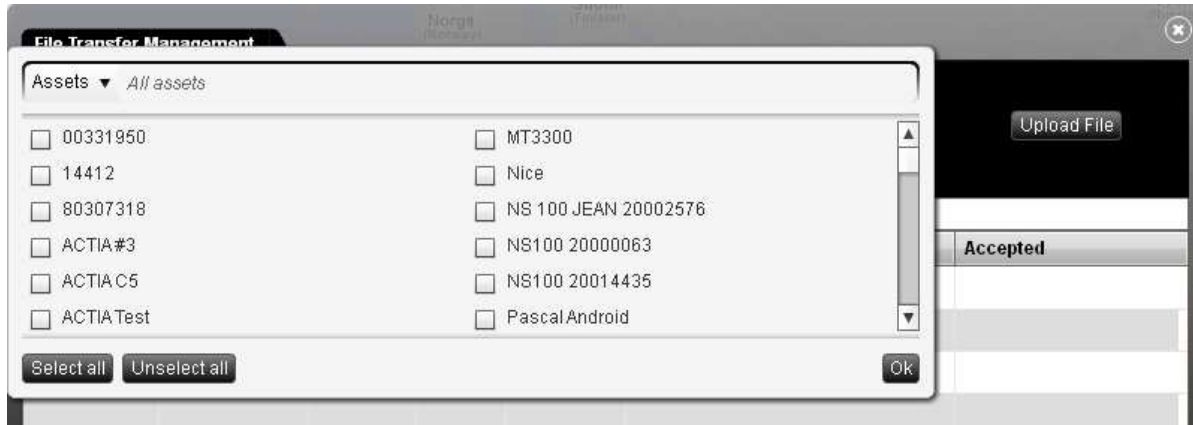 Norge
File Transfer Management
Assets ▼ All assets
Upload File
00331950
14412
80307318
ACTIA#3
ACTIA C5
ACTIA Test
MT3300
Nice
NS 100 JEAN 20002576
NS100 20000063
NS100 20014435
Pascal Android
Accepted
Select all
Unselect all
Ok